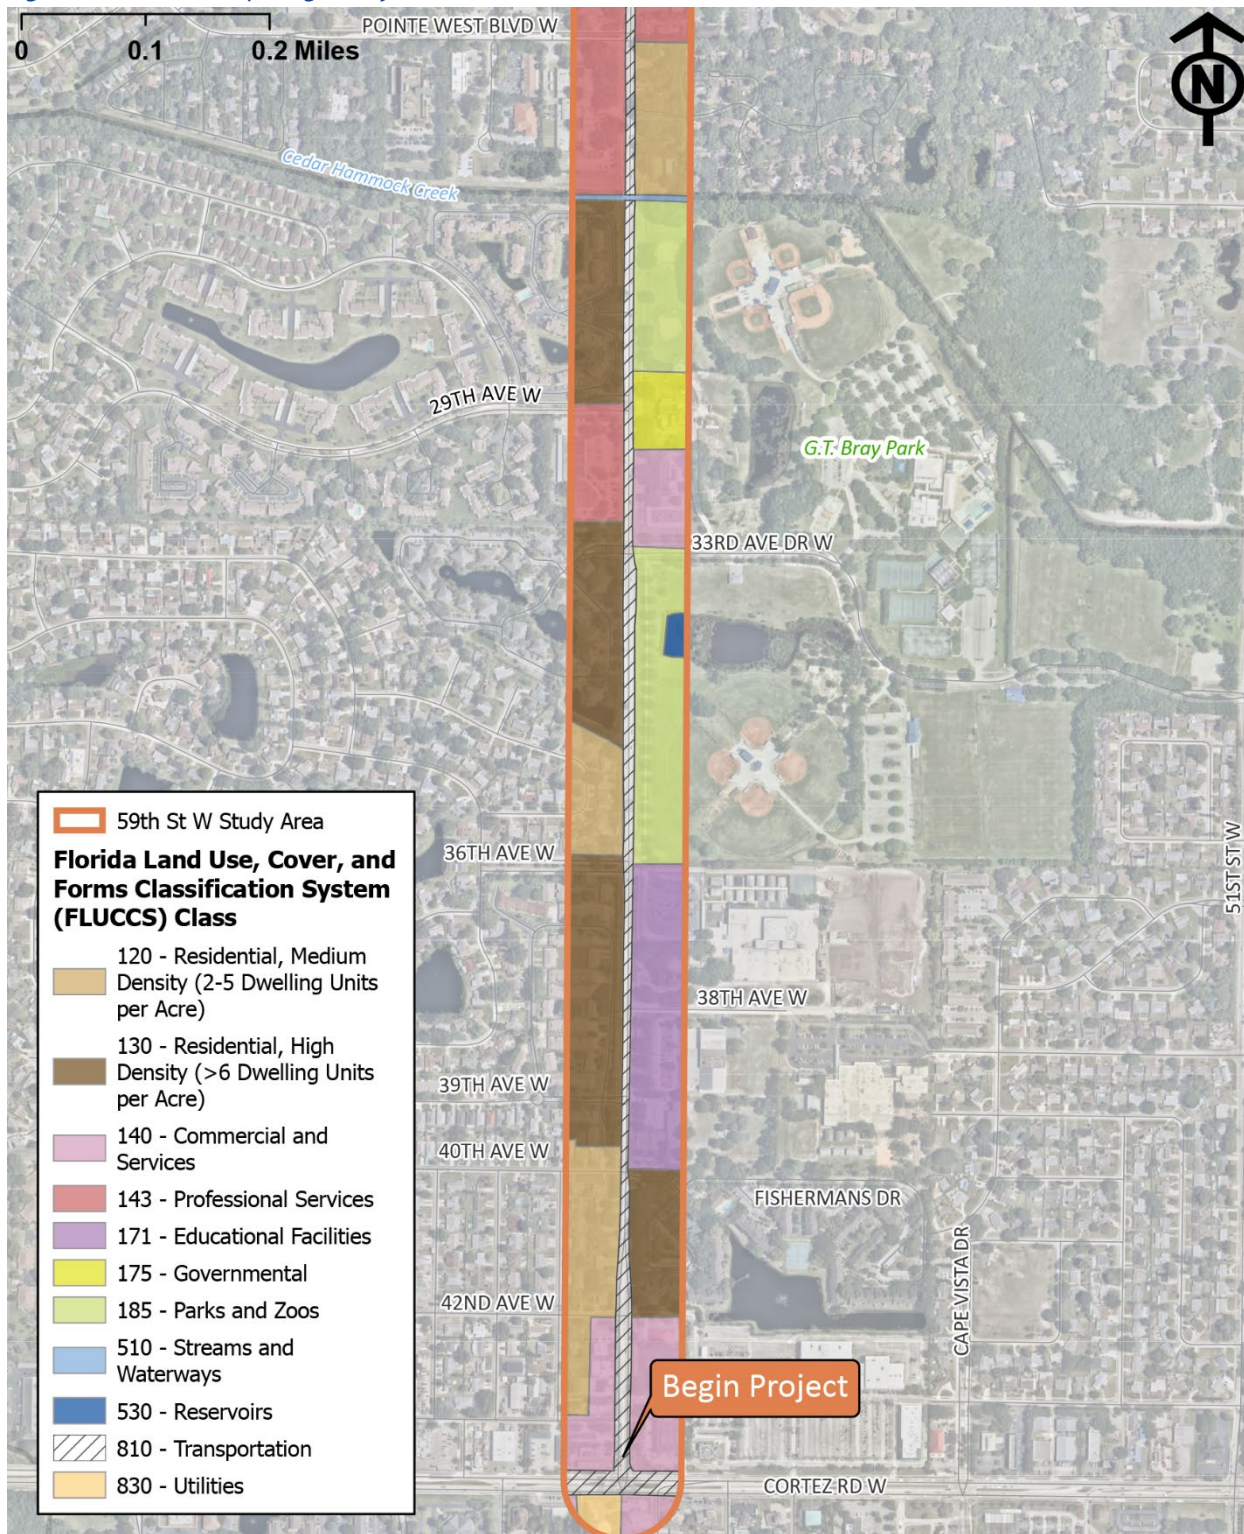 POINTE WEST BLVD W
0 0.1 0.2 Miles
N
Cedar Hammock Creek
29TH AVE W
G.T. Bray Park
33RD AVE DR W
59th St W Study Area
36TH AVE W
Florida Land Use, Cover, and
Forms Classification System
(FLUCCS) Class
51ST ST W
120 - Residential, Medium
Density (2-5 Dwelling Units
per Acre)
38TH AVE W
130 - Residential, High
Density (>6 Dwelling Units
per Acre)
39TH AVE W
140 - Commercial and
Services
40TH AVE W
143 - Professional Services
FISHERMANS DR
171 - Educational Facilities
175 - Governmental
CAPE VISTA DR
42ND AVE W
185 - Parks and Zoos
510 - Streams and
Waterways
Begin Project
530 - Reservoirs
810 - Transportation
830 - Utilities
CORTEZ RD W